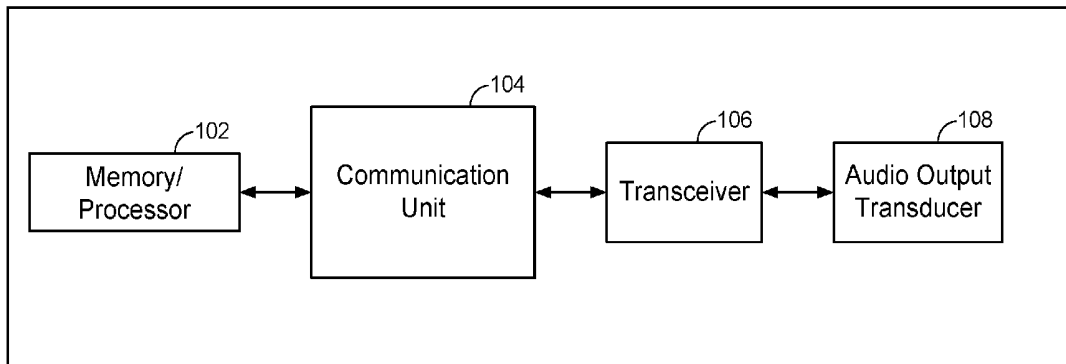 102
Memory/
Processor
104
Communication
Unit
106
Transceiver
108
Audio Output
Transducer